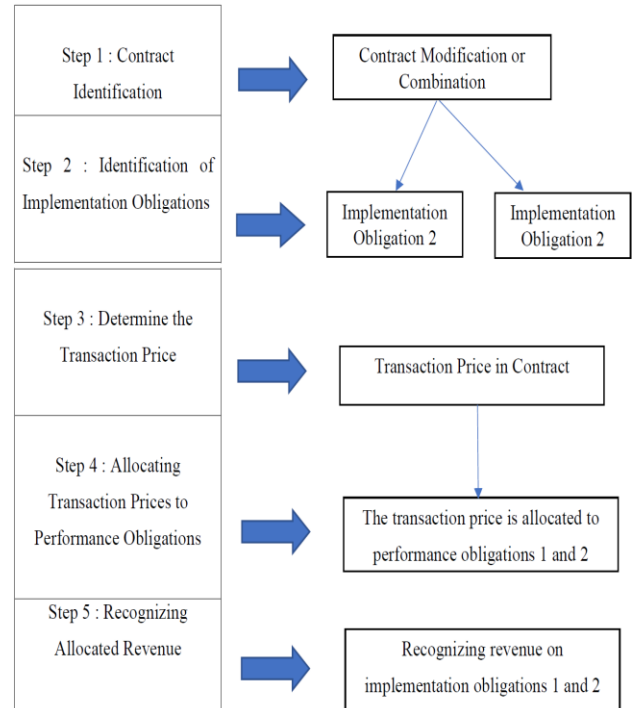 Step 1 : Contract
Identification
Contract Modification or
Combination
Step 2 : Identification of
Implementation Obligations
Implementation
Obligation 2
Implementation
Obligation 2
Step 3 : Determine the
Transaction Price
Transaction Price in Contract
Step 4 : Allocating
Transaction Prices to
Performance Obligations
The transaction price is allocated to
performance obligations 1 and 2
Step 5 : Recognizing
Allocated Revenue
Recognizing revenue on
implementation obligations 1 and 2